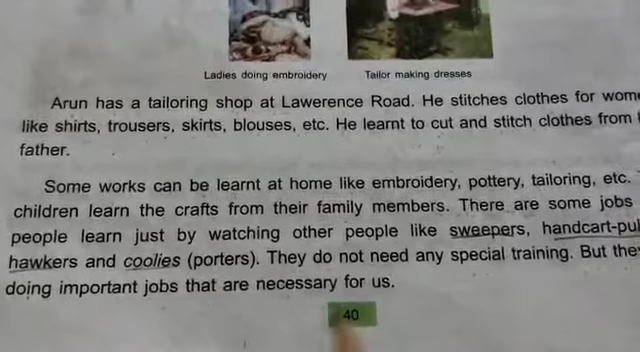 Ladies doing embroidery
Tailor making dresses
Arun has a tailoring shop at Lawerence Road. He stitches clothes for
like shirts, trousers, skirts, blouses, etc. He learnt to cut and stitch clothes from
father.
Some works can be learnt at home like embroidery, pottery, tailoring, etc.
children learn the crafts from their family members. There are some jobs
people learn just by watching other people like sweepers,
hawkers and coolies (porters). They do not need any special training. But
doing important jobs that are necessary for us.
40